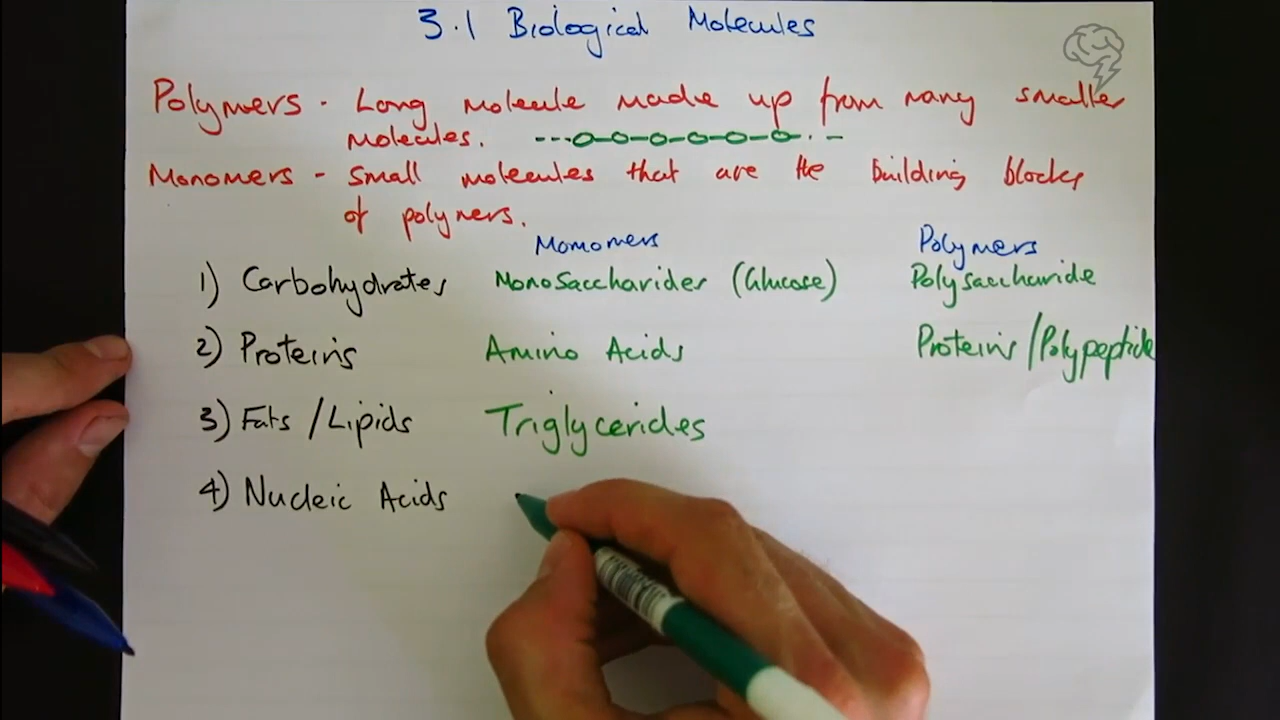 3.1 Biological Molecules
Polymers - Long molecule made up from many smaller
molecules.
Monomers - Small molecules that are the building blocks
of polymers.
Momomers Polymers
1) Carbohydrates Monosaccharides (Glucose) Polysaccharide
2) Proteins Amino Acids Proteins/Polypeptide
3) Fats/Lipids Triglycerides
4) Nucleic Acids